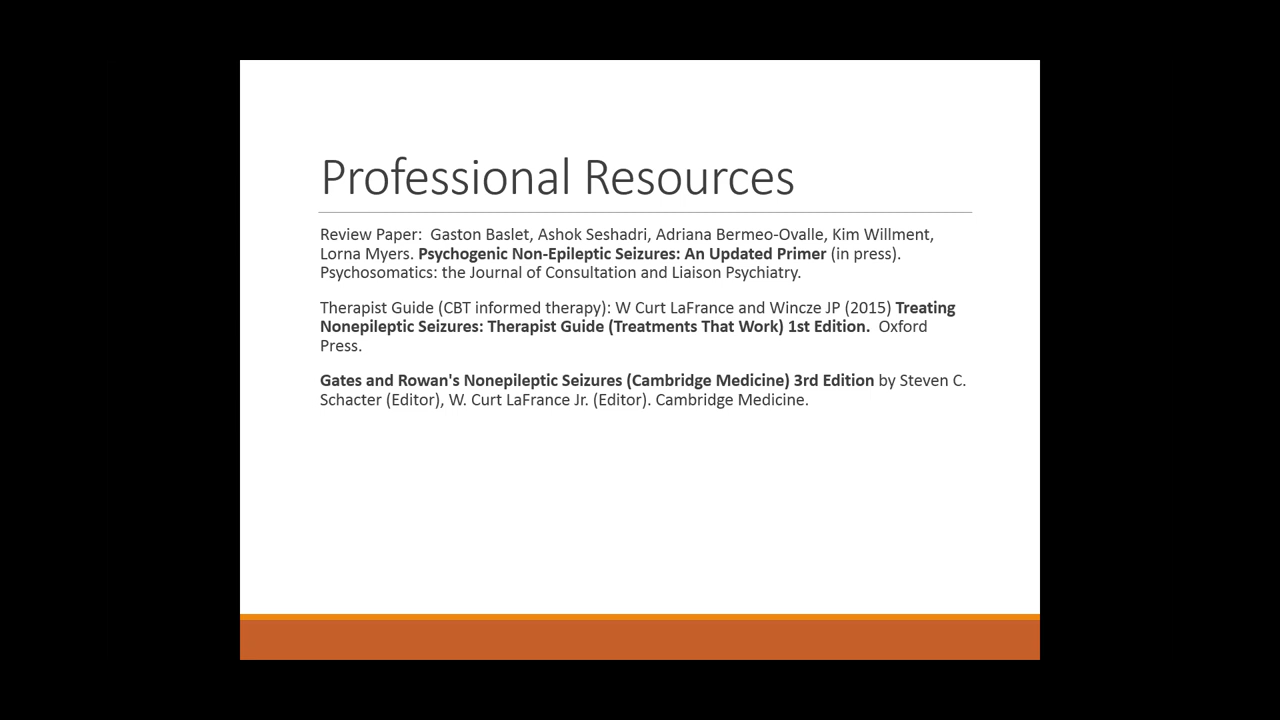 Professional Resources
Review Paper:  Gaston Baslet, Ashok Seshadri, Adriana Bermeo-Ovalle, Kim Willment,
Lorna Myers. Psychogenic Non-Epileptic Seizures: An Updated Primer (in press).
Psychosomatics: the Journal of Consultation and Liaison Psychiatry.
Therapist Guide (CBT informed therapy): W Curt LaFrance and Wincze JP (2015) Treating
Nonepileptic Seizures: Therapist Guide (Treatments That Work) 1st Edition.  Oxford
Press.
Gates and Rowan's Nonepileptic Seizures (Cambridge Medicine) 3rd Edition by Steven C.
Schacter (Editor), W. Curt LaFrance Jr. (Editor). Cambridge Medicine.